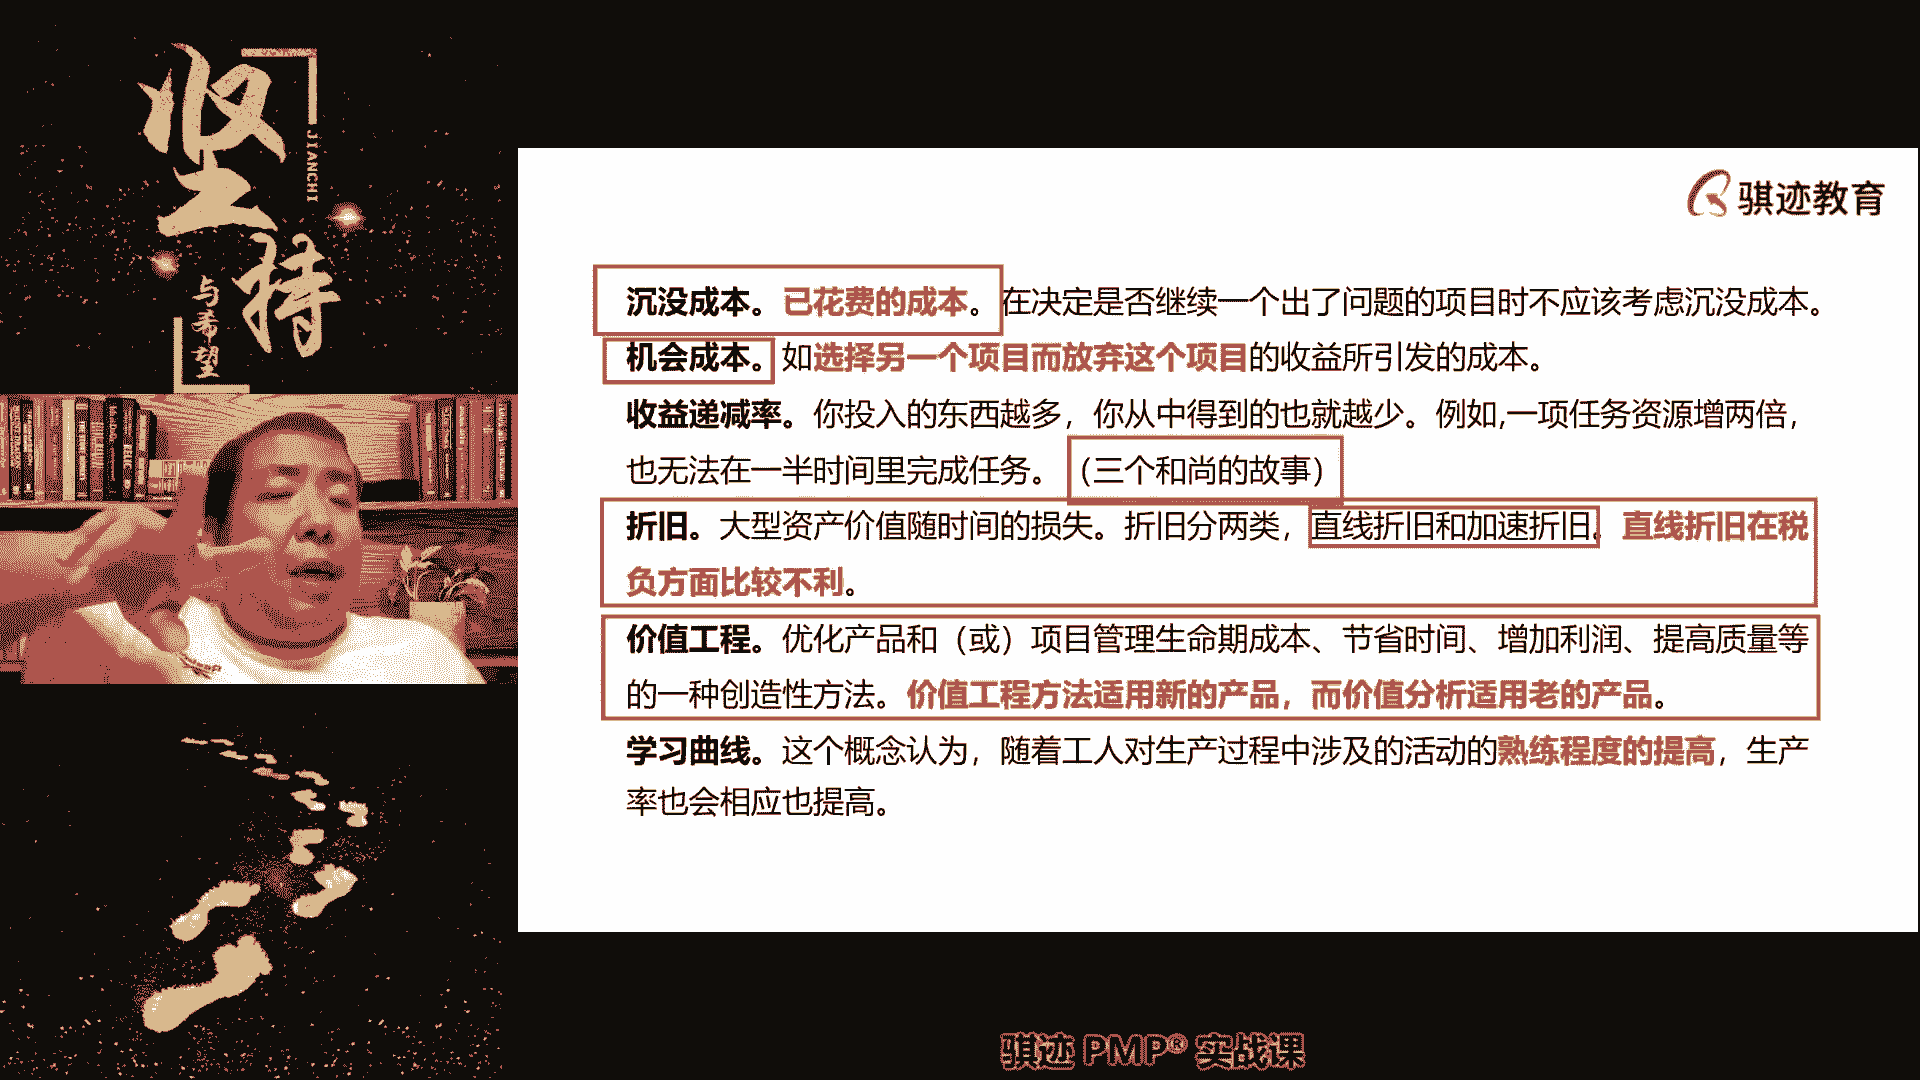 坚持
JIANCHI
与希望
骐迹教育
沉没成本。已花费的成本。在决定是否继续一个出了问题的项目时不应该考虑沉没成本。
机会成本。如选择另一个项目而放弃这个项目的收益所引发的成本。
收益递减率。你投入的东西越多，你从中得到的也就越少。例如,一项任务资源增两倍，
也无法在一半时间里完成任务。（三个和尚的故事）
折旧。大型资产价值随时间的损失。折旧分两类，直线折旧和加速折旧。直线折旧在税
负方面比较不利。
价值工程。优化产品和（或）项目管理生命期成本、节省时间、增加利润、提高质量等
的一种创造性方法。价值工程方法适用新的产品，而价值分析适用老的产品。
学习曲线。这个概念认为，随着工人对生产过程中涉及的活动的熟练程度的提高，生产
率也会相应也提高。
骐迹 PMP® 实战课